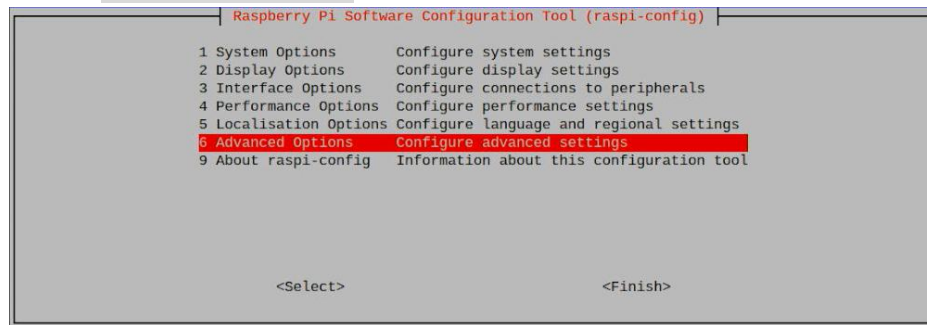 Raspberry Pi Software Configuration Tool (raspi-config)
1 System Options Configure system settings
2 Display Options Configure display settings
3 Interface Options Configure connections to peripherals
4 Performance Options Configure performance settings
5 Localisation Options Configure language and regional settings
6 Advanced Options Configure advanced settings
9 About raspi-config Information about this configuration tool
<Select> <Finish>